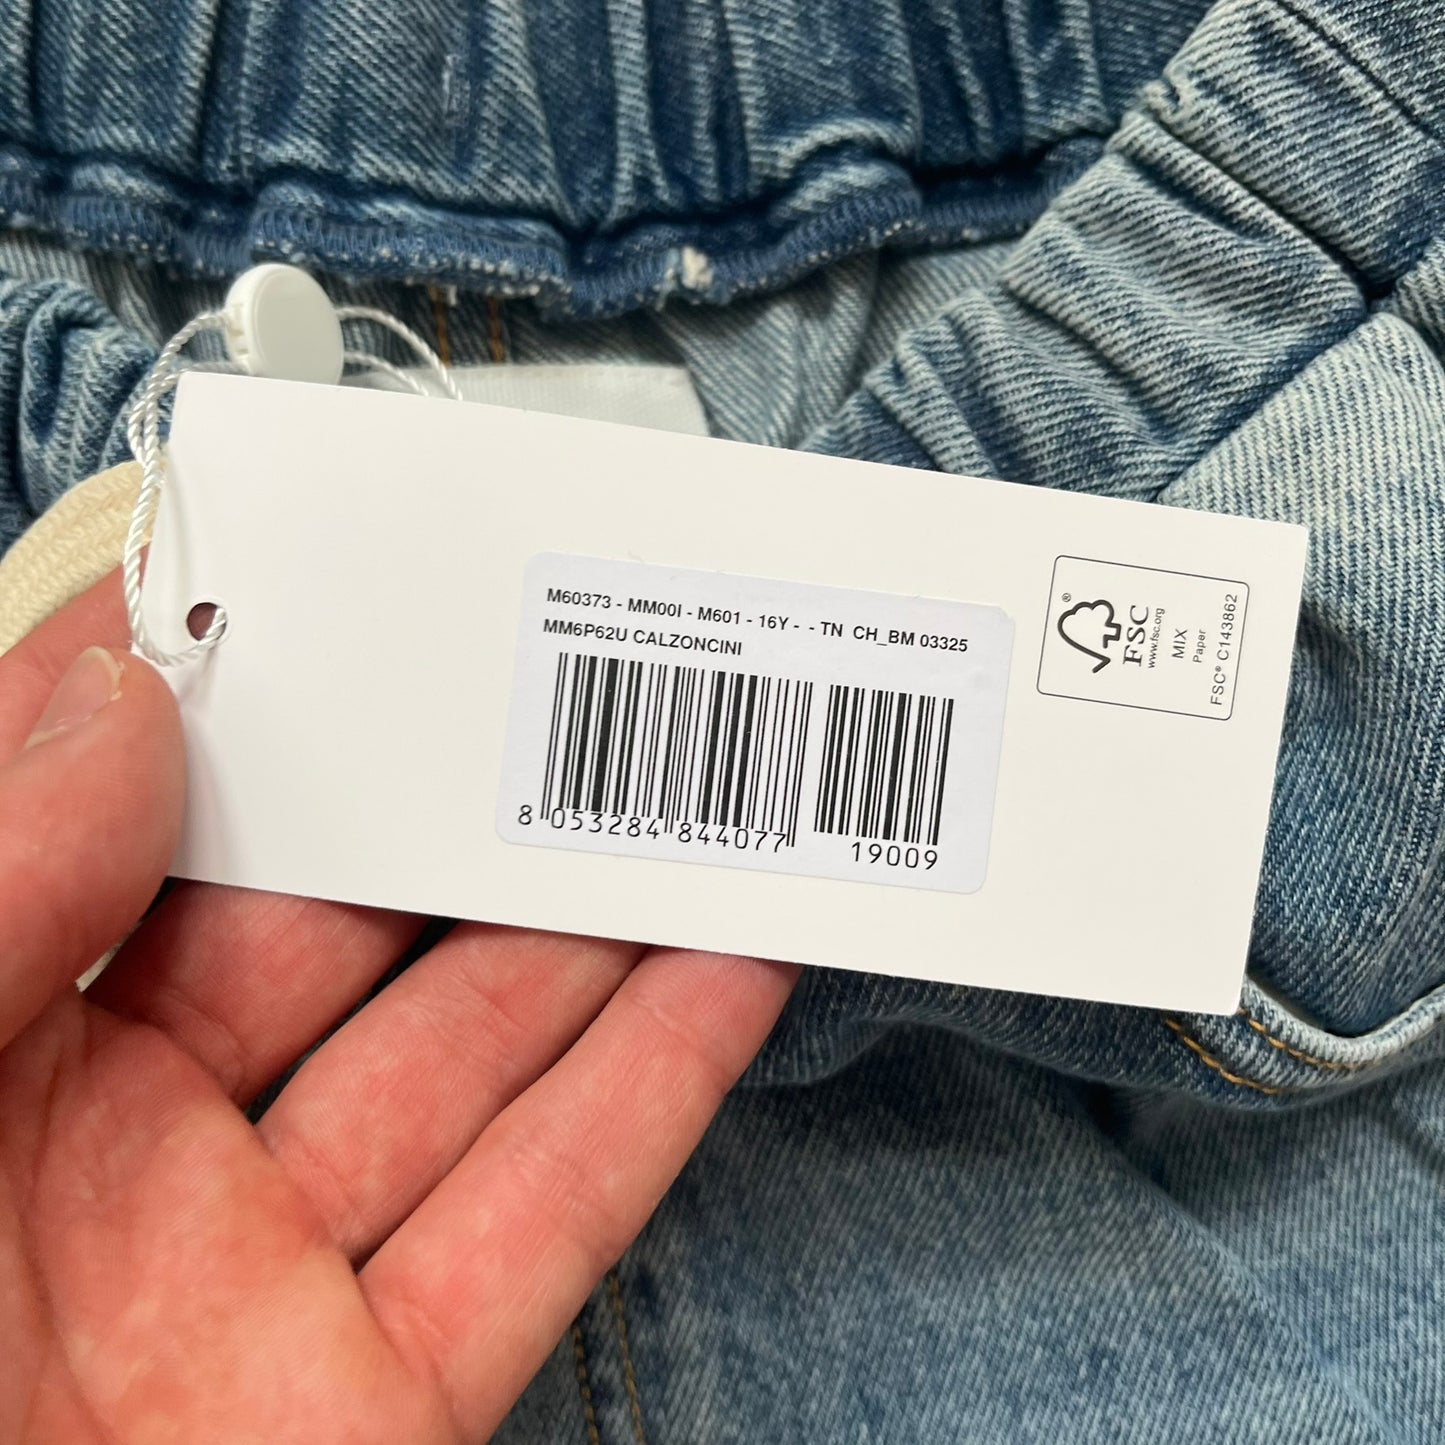 M60373 - MM00I - M601 - 16Y - - TN CH_BM 03325
MM6P62U CALZONCINI
8 053284 844077
19009
®
FSC
www.fsc.org
MIX
Paper
FSC® C143862